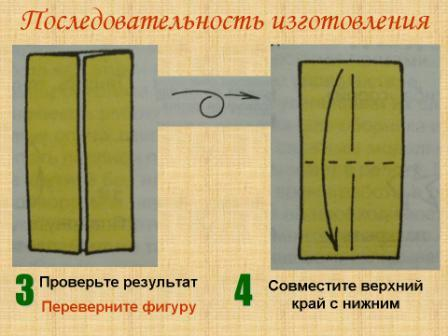 Последовательность изготовления
3 Проверьте результат
Переверните фигуру
4 Совместите верхний
край с нижним